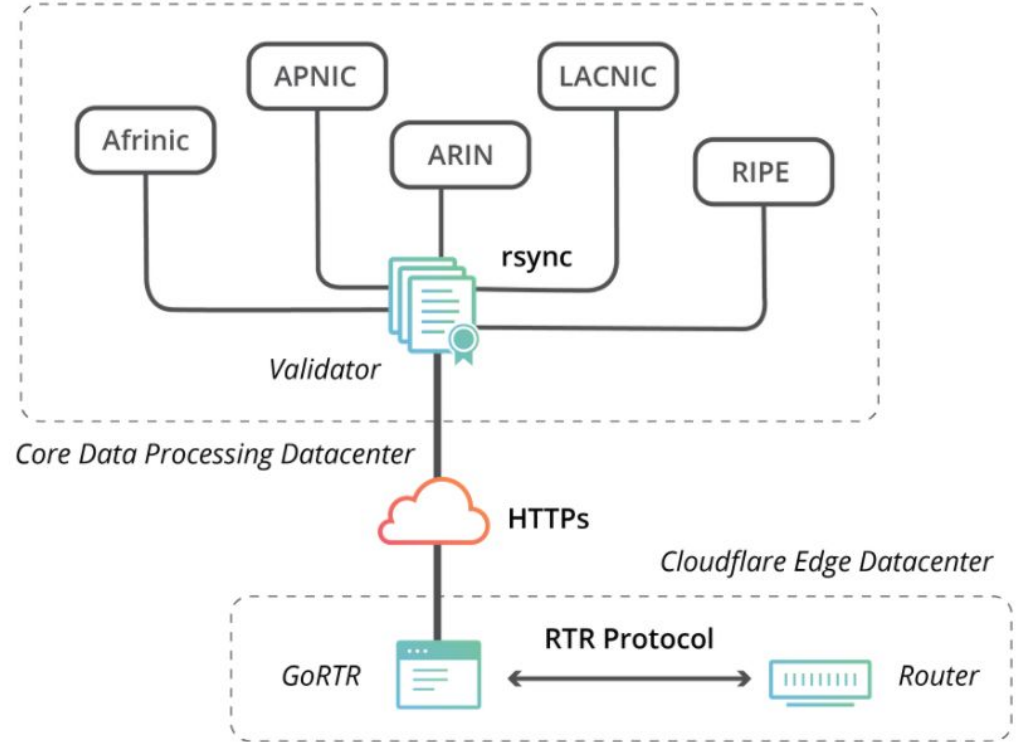 APNIC
LACNIC
Afrinic
ARIN
RIPE
rsync
Validator
Core Data Processing Datacenter
HTTPs
Cloudflare Edge Datacenter
RTR Protocol
GoRTR
Router